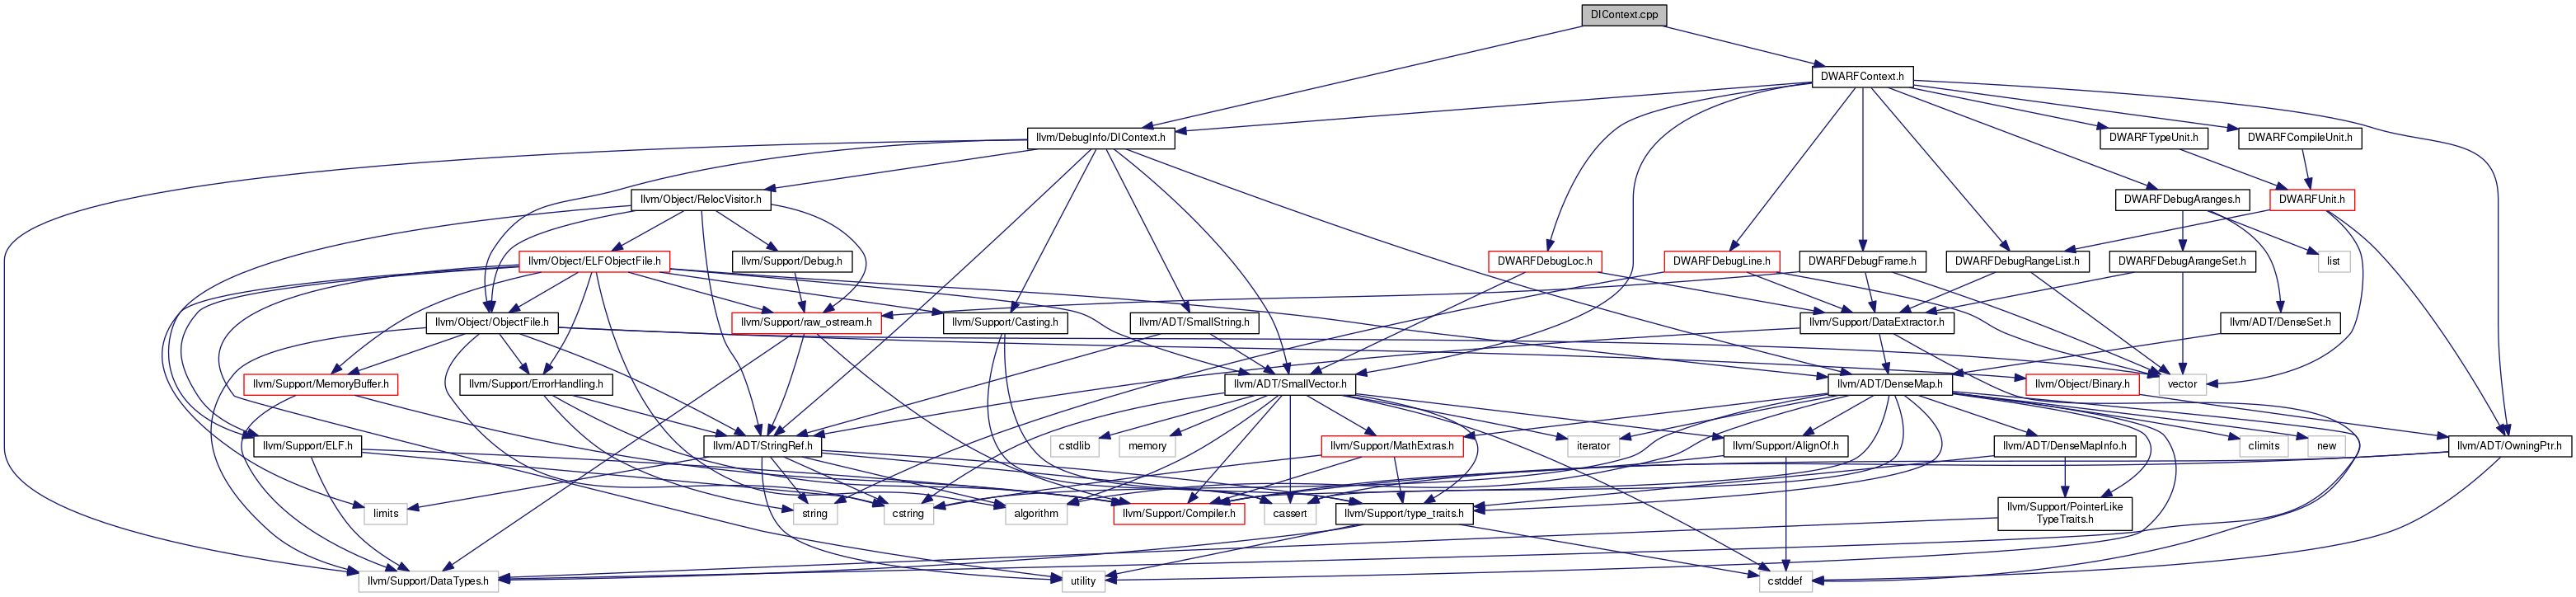 DIContext.cpp
DWARFContext.h
llvm/DebugInfo/DIContext.h
DWARFTypeUnit.h
DWARFCompileUnit.h
llvm/Object/RelocVisitor.h
DWARFDebugAranges.h
DWARFUnit.h
llvm/Object/ELFObjectFile.h
llvm/Support/Debug.h
DWARFDebugLoc.h
DWARFDebugLine.h
DWARFDebugFrame.h
DWARFDebugRangeList.h
DWARFDebugArangeSet.h
list
llvm/Object/ObjectFile.h
llvm/Support/raw_ostream.h
llvm/Support/Casting.h
llvm/ADT/SmallString.h
llvm/Support/DataExtractor.h
llvm/ADT/DenseSet.h
llvm/Support/MemoryBuffer.h
llvm/Support/ErrorHandling.h
llvm/ADT/SmallVector.h
llvm/ADT/DenseMap.h
llvm/Object/Binary.h
vector
llvm/Support/ELF.h
llvm/ADT/StringRef.h
cstdlib
memory
llvm/Support/MathExtras.h
iterator
llvm/Support/AlignOf.h
llvm/ADT/DenseMapInfo.h
climits
new
llvm/ADT/OwningPtr.h
limits
string
cstring
algorithm
llvm/Support/Compiler.h
cassert
llvm/Support/type_traits.h
llvm/Support/PointerLike
TypeTraits.h
llvm/Support/DataTypes.h
utility
cstddef